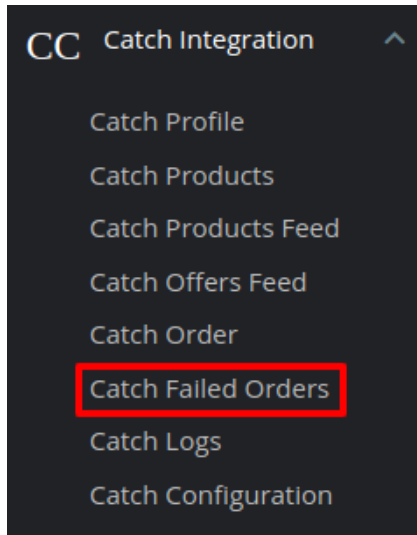 CC Catch Integration
Catch Profile
Catch Products
Catch Products Feed
Catch Offers Feed
Catch Order
Catch Failed Orders
Catch Logs
Catch Configuration